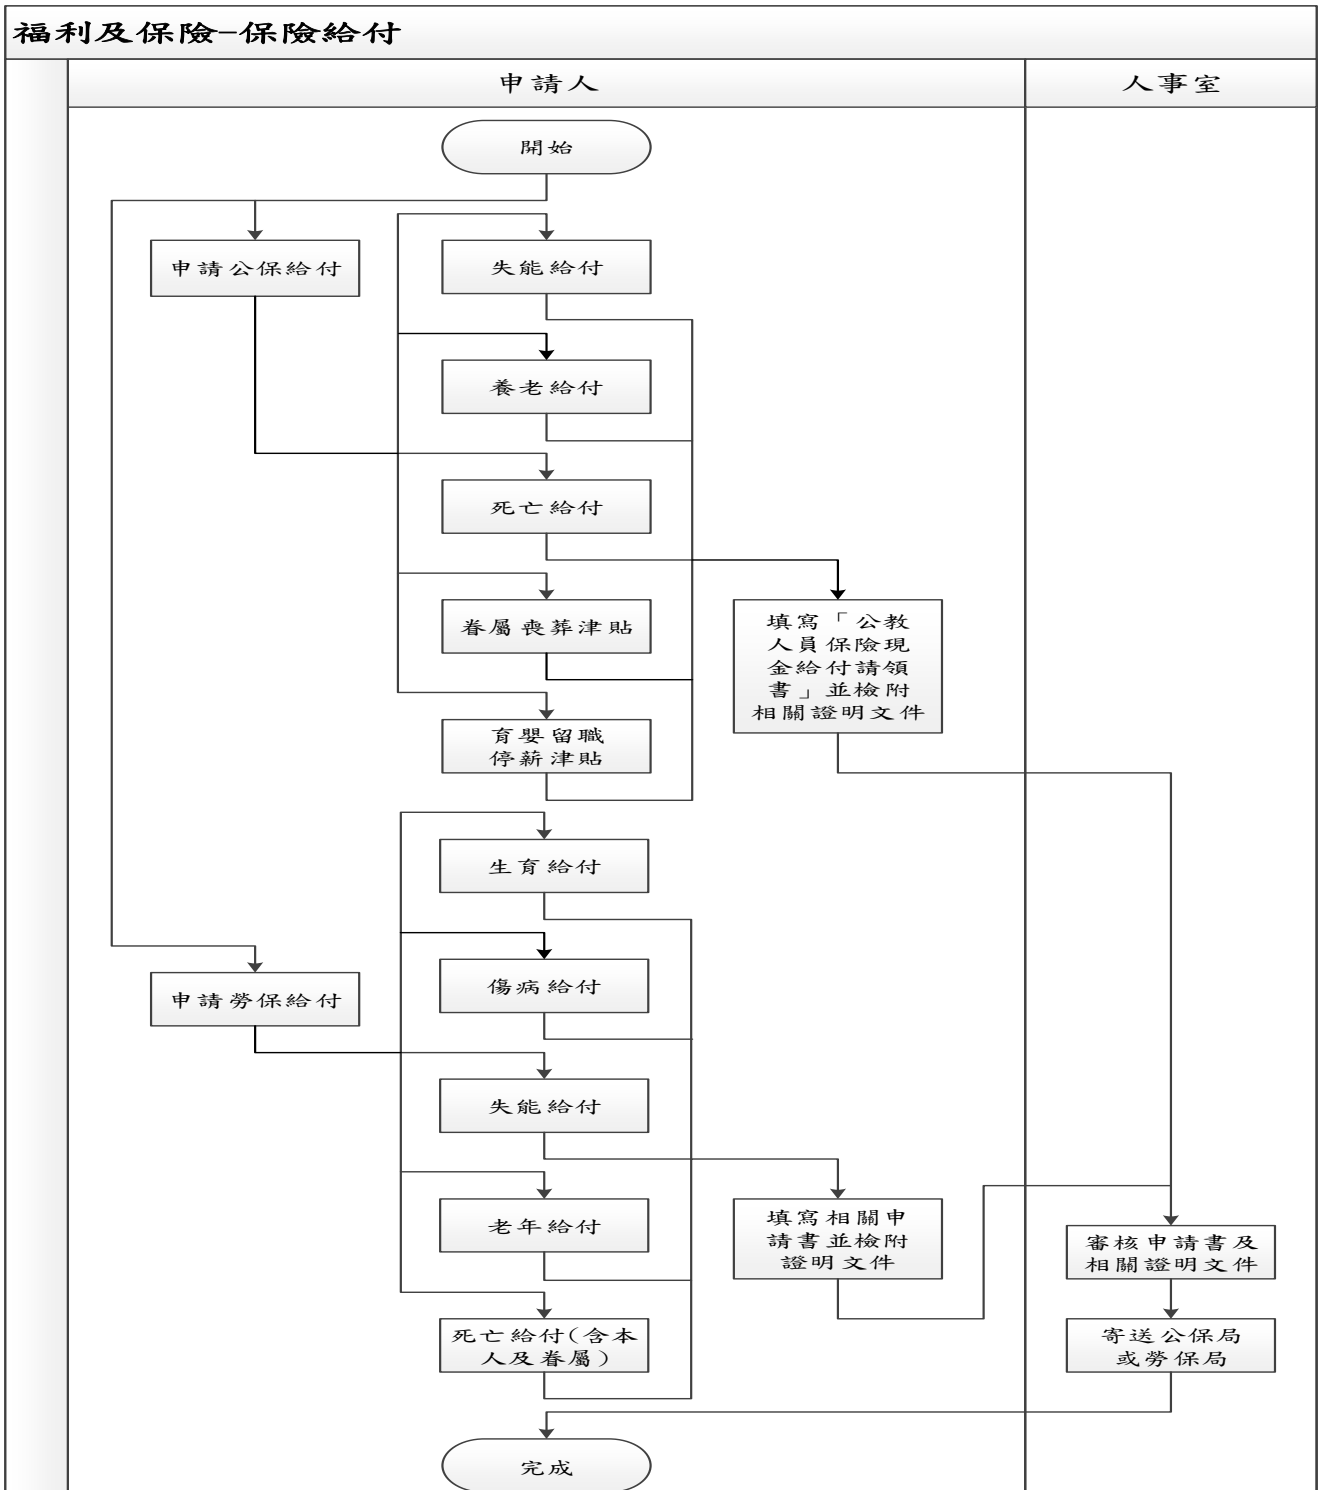 福利及保險-保險給付
申請人
人事室
開始
申請公保給付
失能給付
養老給付
死亡給付
眷屬喪葬津貼
育嬰留職
停薪津貼
填寫「公教
人員保險現
金給付請領
書」並檢附
相關證明文件
生育給付
傷病給付
申請勞保給付
失能給付
老年給付
死亡給付(含本
人及眷屬)
填寫相關申
請書並檢附
證明文件
審核申請書及
相關證明文件
寄送公保局
或勞保局
完成